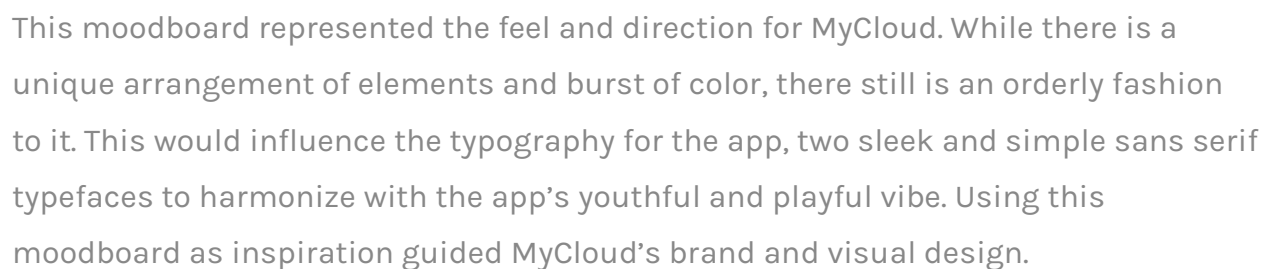 This moodboard represented the feel and direction for MyCloud. While there is a
unique arrangement of elements and burst of color, there still is an orderly fashion
to it. This would influence the typography for the app, two sleek and simple sans serif
typefaces to harmonize with the app’s youthful and playful vibe. Using this
moodboard as inspiration guided MyCloud’s brand and visual design.